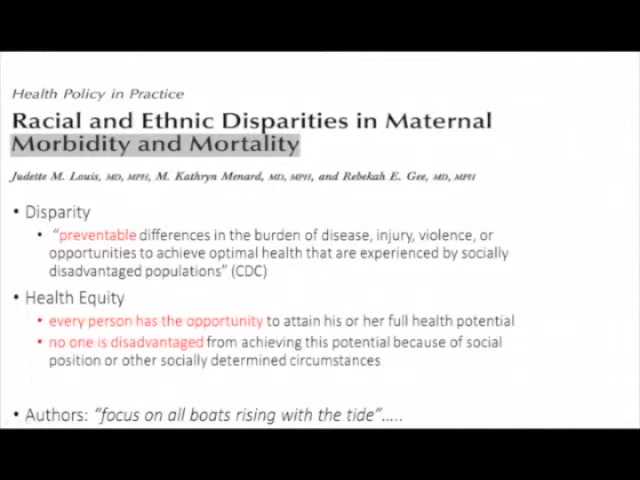 Health Policy in Practice
Racial and Ethnic Disparities in Maternal
Morbidity and Mortality
Judette M. Louis, MD, MPH, M. Kathryn Menard, MD, MPH, and Rebekah E. Gee, MD, MPH
• Disparity
• "preventable differences in the burden of disease, injury, violence, or
opportunities to achieve optimal health that are experienced by socially
disadvantaged populations" (CDC)
• Health Equity
• every person has the opportunity to attain his or her full health potential
• no one is disadvantaged from achieving this potential because of social
position or other socially determined circumstances
• Authors: "focus on all boats rising with the tide".....